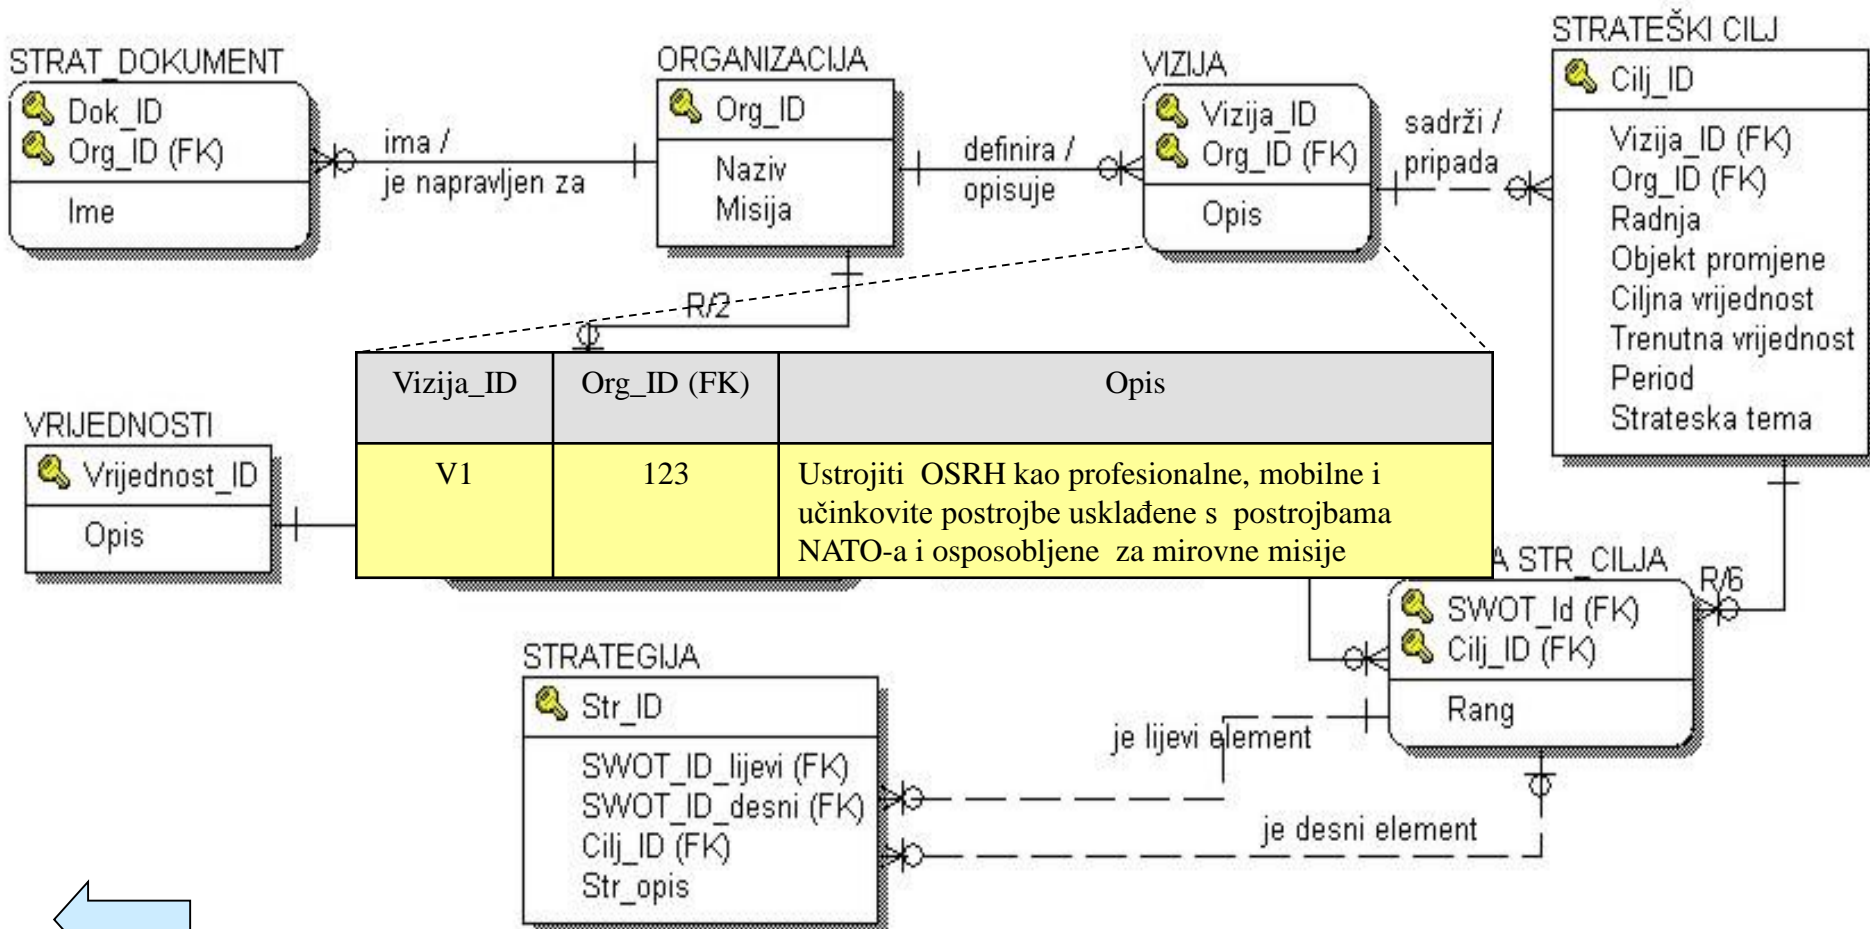 STRAT_DOKUMENT
Dok_ID
Org_ID (FK)
Ime
ima /
je napravljen za
ORGANIZACIJA
Org_ID
Naziv
Misija
definira /
opisuje
VIZIJA
Vizija_ID
Org_ID (FK)
Opis
sadrži /
pripada
STRATEŠKI CILJ
Cilj_ID
Vizija_ID (FK)
Org_ID (FK)
Radnja
Objekt promjene
Ciljna vrijednost
Trenutna vrijednost
Period
Strateska tema
R/2
Vizija_ID
Org_ID (FK)
Opis
V1
123
Ustrojiti OSRH kao profesionalne, mobilne i
učinkovite postrojbe usklađene s postrojbama
NATO-a i osposobljene za mirovne misije
VRIJEDNOSTI
Vrijednost_ID
Opis
A STR_CILJA
R/6
SWOT_Id (FK)
Cilj_ID (FK)
Rang
STRATEGIJA
Str_ID
SWOT_ID_lijevi (FK)
SWOT_ID_desni (FK)
Cilj_ID (FK)
Str_opis
je lijevi element
je desni element